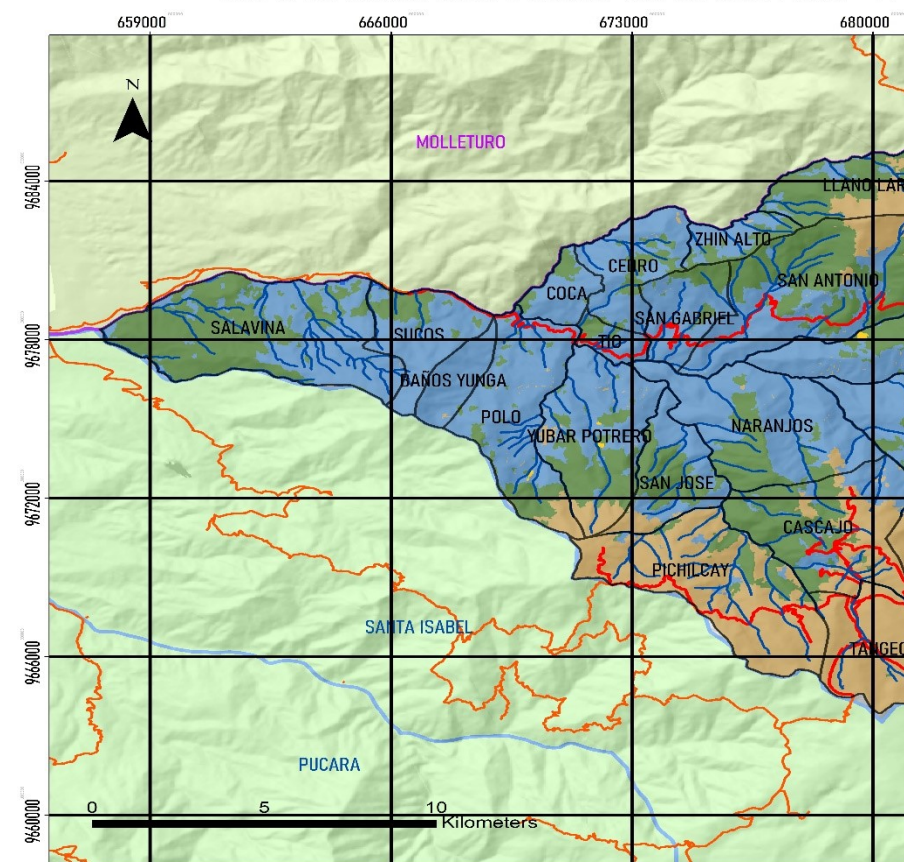 659000
666000
673000
680000
N
MOLLETURO
9684000
LLANO LAR
ZHIN ALTO
CERRO
SAN ANTONIO
COCA
SAN GABRIEL
SALAVINA
SUCOS
TIO
9678000
BAÑOS YUNGA
POLO
NARANJOS
YUBAR POTRERO
SAN JOSE
9672000
CASCAJO
PICHILCAY
SANTA ISABEL
TANGEO
9666000
PUCARA
0
5
10
Kilometers
9660000